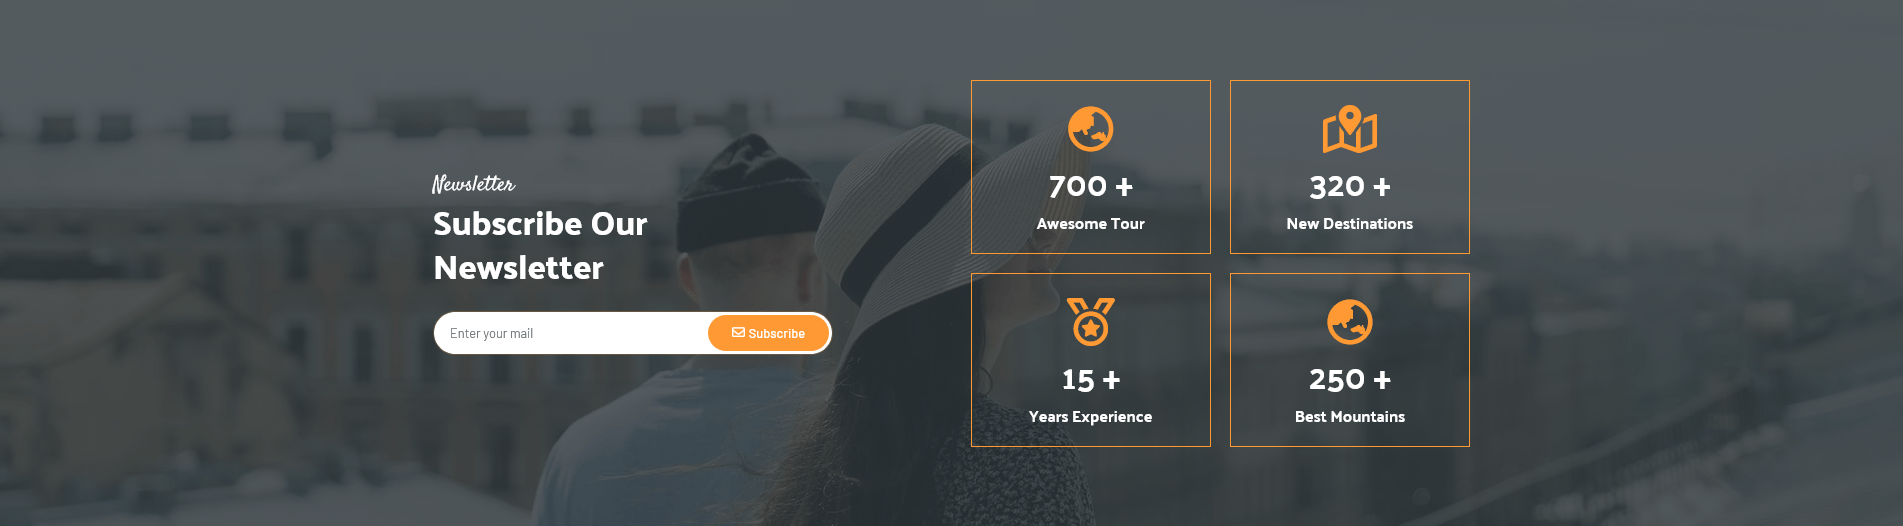 Newsletter
Subscribe Our
Newsletter
Enter your mail
Subscribe
700 +
Awesome Tour
320 +
New Destinations
15 +
Years Experience
250 +
Best Mountains